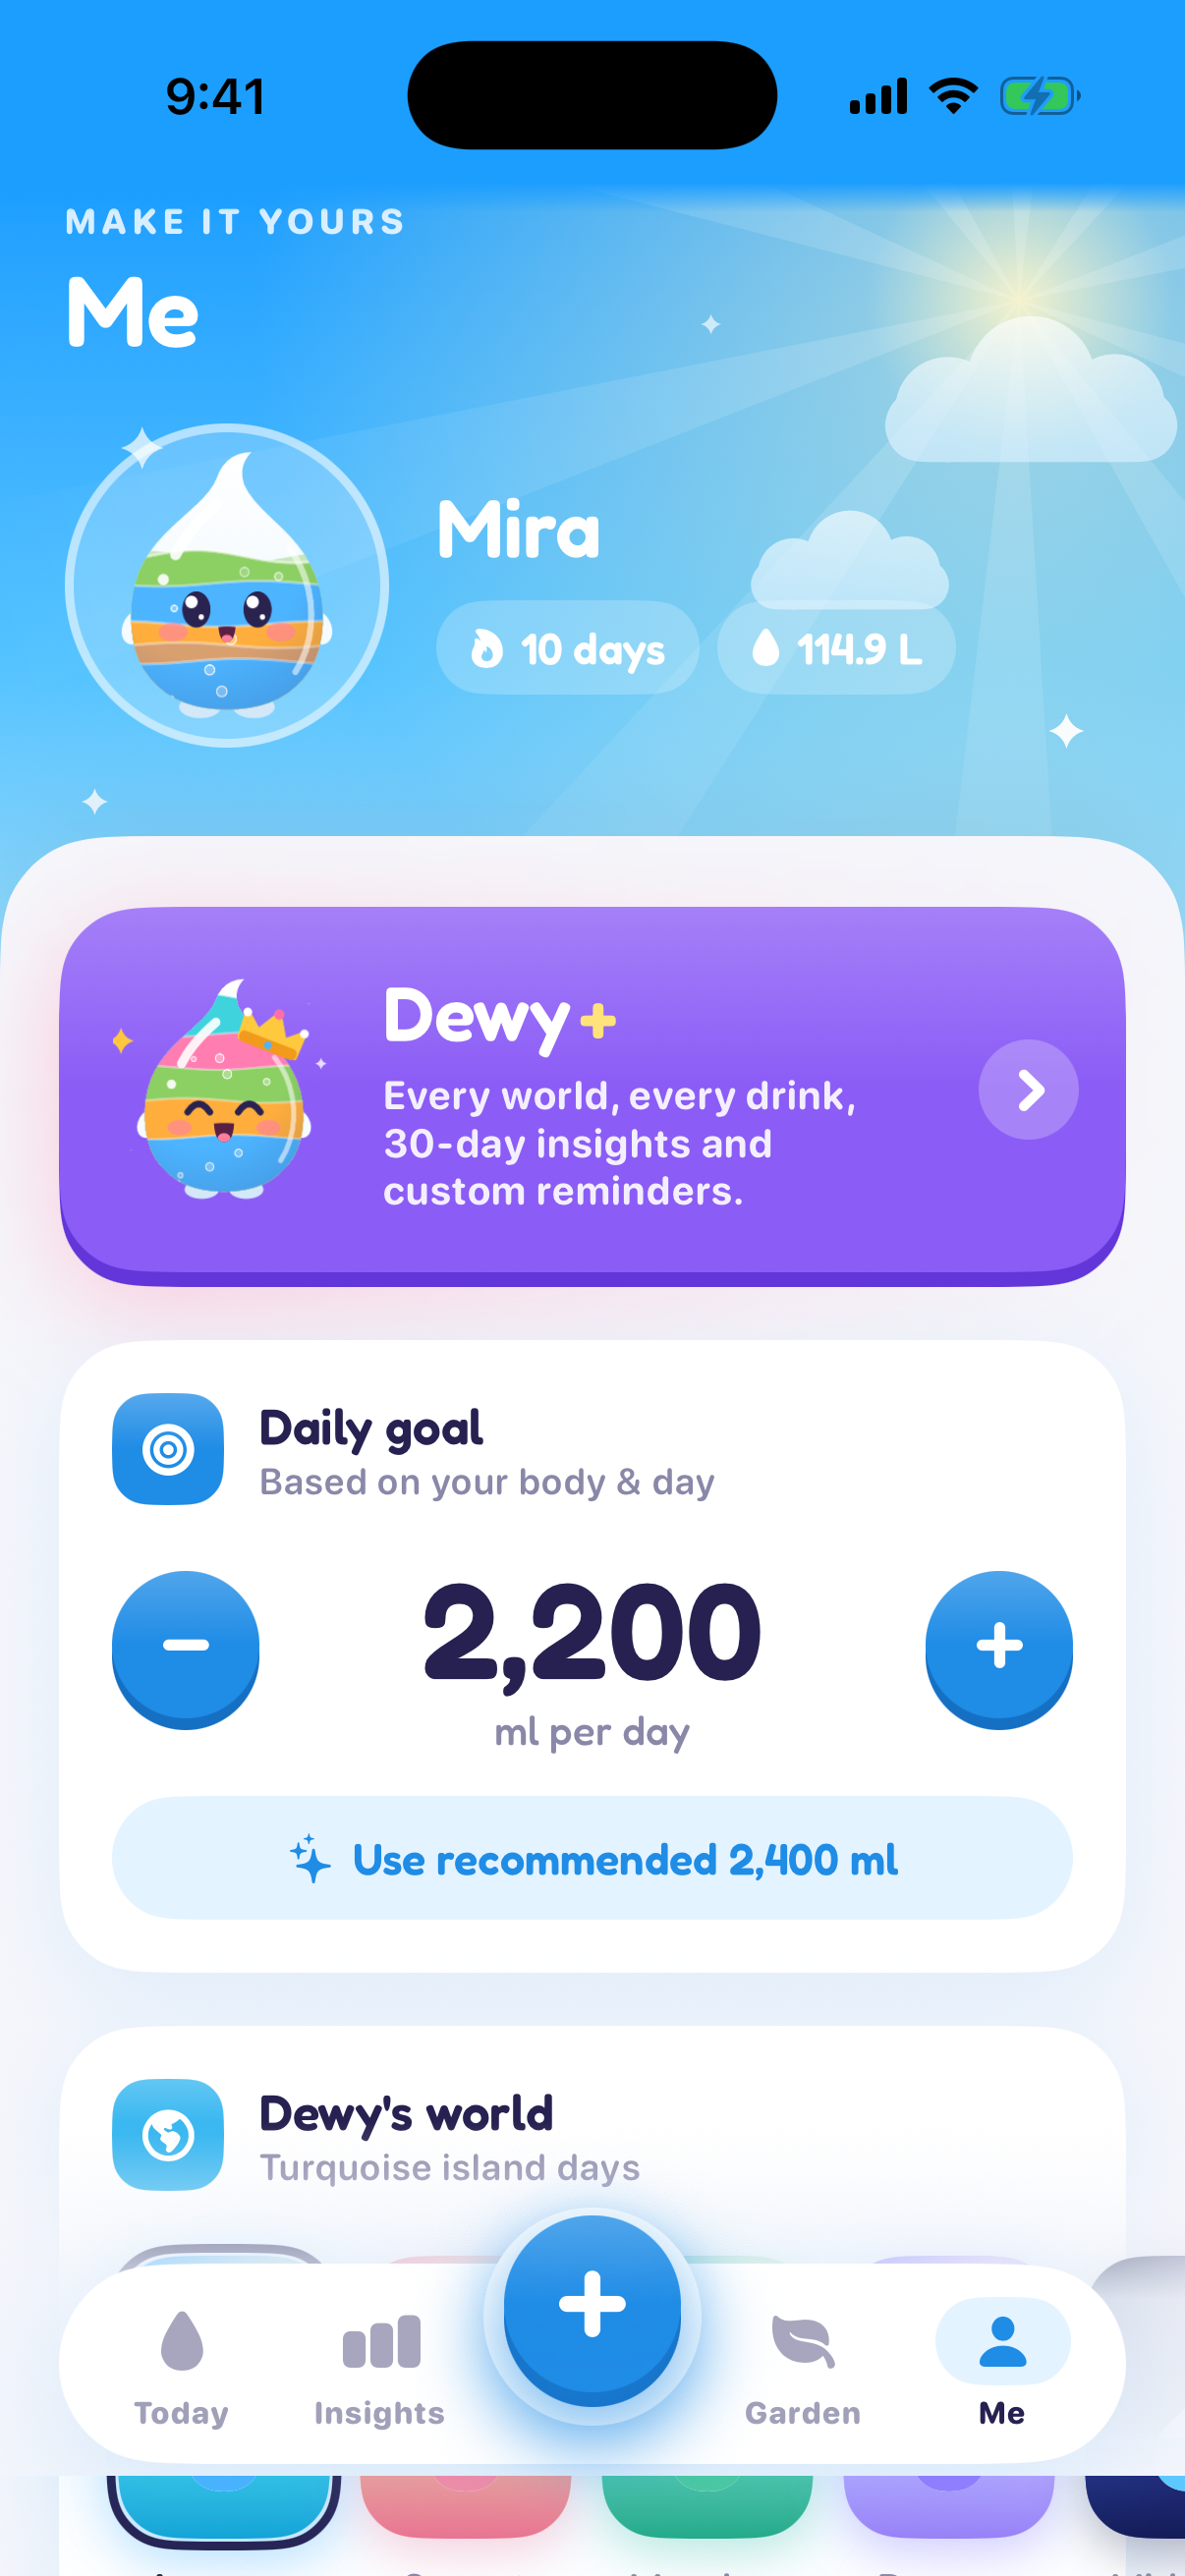 9:41
MAKE IT YOURS
Me
Mira
10 days
114.9 L
Dewy+
Every world, every drink,
30-day insights and
custom reminders.
Daily goal
Based on your body & day
2,200
ml per day
Use recommended 2,400 ml
Dewy's world
Turquoise island days
Today
Insights
Garden
Me